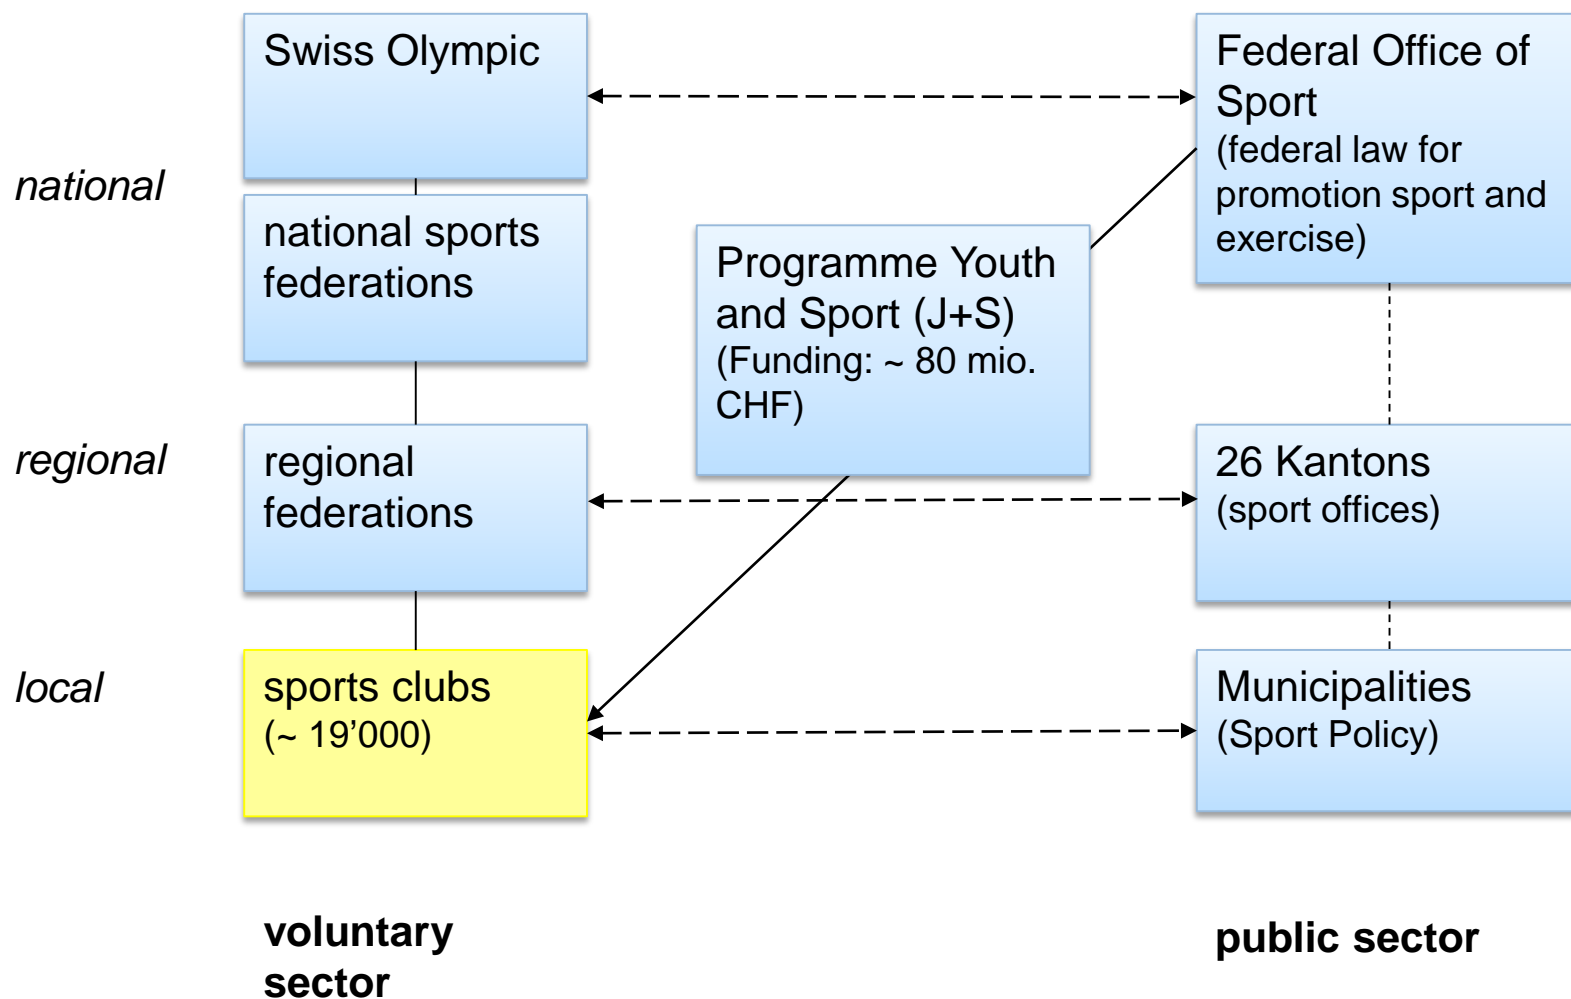 Swiss Olympic
Federal Office of
Sport
(federal law for
promotion sport and
exercise)
national
national sports
federations
Programme Youth
and Sport (J+S)
(Funding: ~ 80 mio.
CHF)
regional
regional
federations
26 Kantons
(sport offices)
local
sports clubs
(~ 19’000)
Municipalities
(Sport Policy)
voluntary
sector
public sector